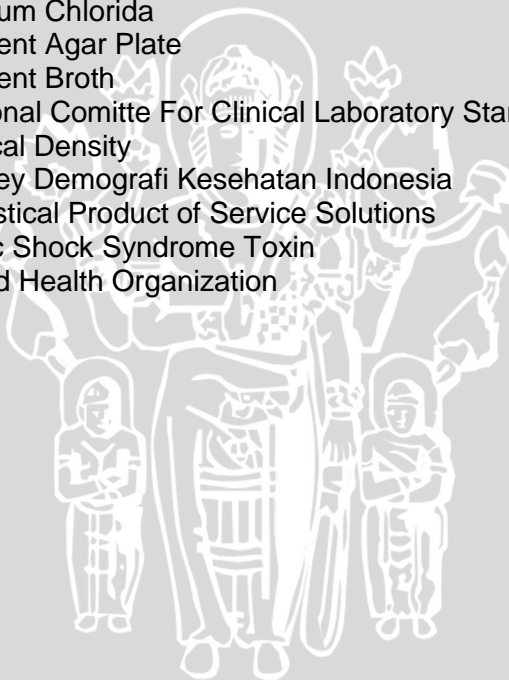 um Chlorida
ent Agar Plate
ent Broth
onal Comitte For Clinical Laboratory Star
cal Density
ey Demografi Kesehatan Indonesia
stical Product of Service Solutions
c Shock Syndrome Toxin
d Health Organization